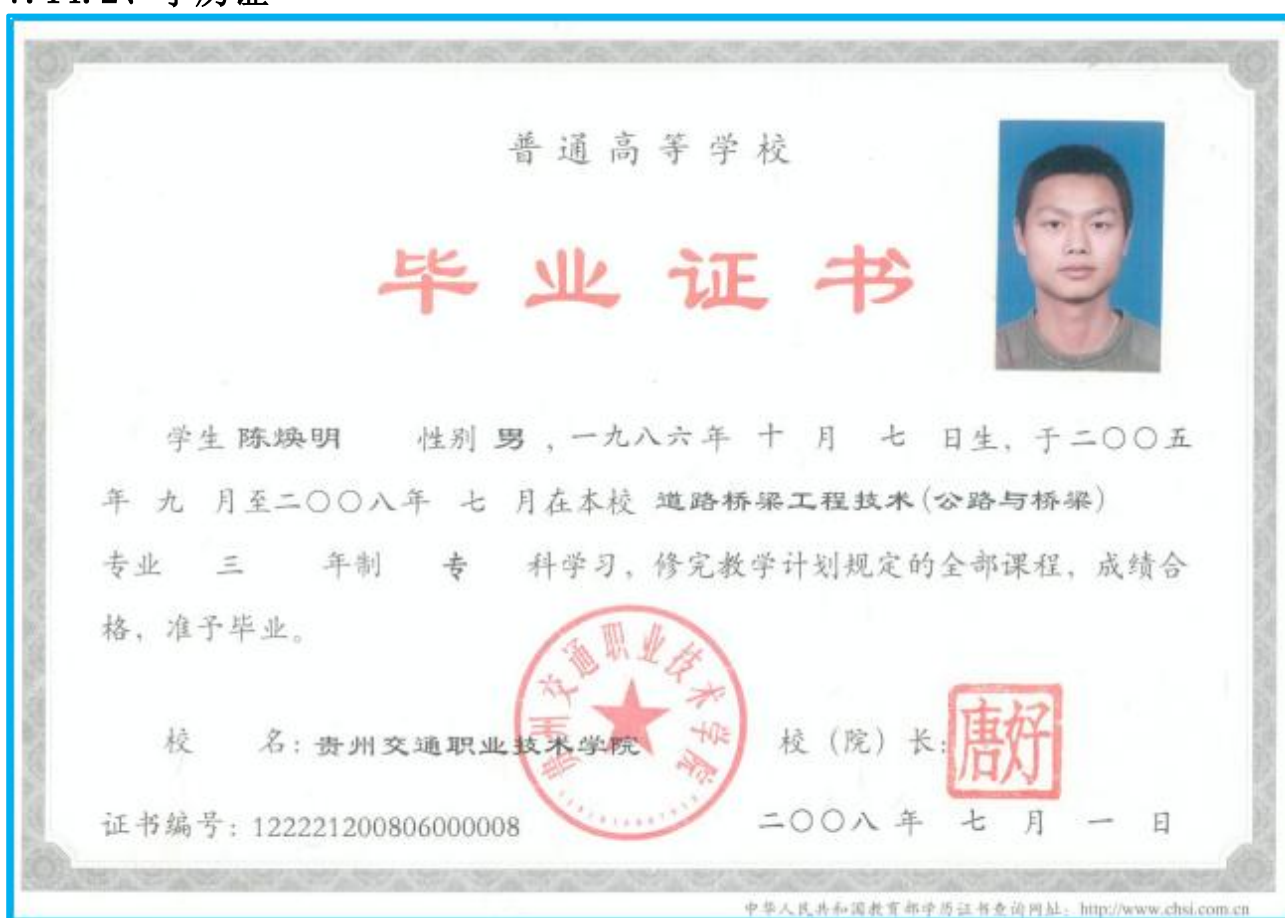 普通高等学校
毕业证书
学生 陈焕明 性别 男 ，一九八六年 十 月 七 日生，于二〇〇五
年 九 月至二〇〇八年 七 月在本校 道路桥梁工程技术(公路与桥梁)
专业 三 年制 专 科学习，修完教学计划规定的全部课程，成绩合
格，准予毕业。
贵州交通职业技术学院
校 名：贵州交通职业技术学院 校（院）长：
唐好
证书编号：122221200806000008 二〇〇八 年 七 月 一 日
中华人民共和国教育部学历证书查询网址：http://www.chsi.com.cn